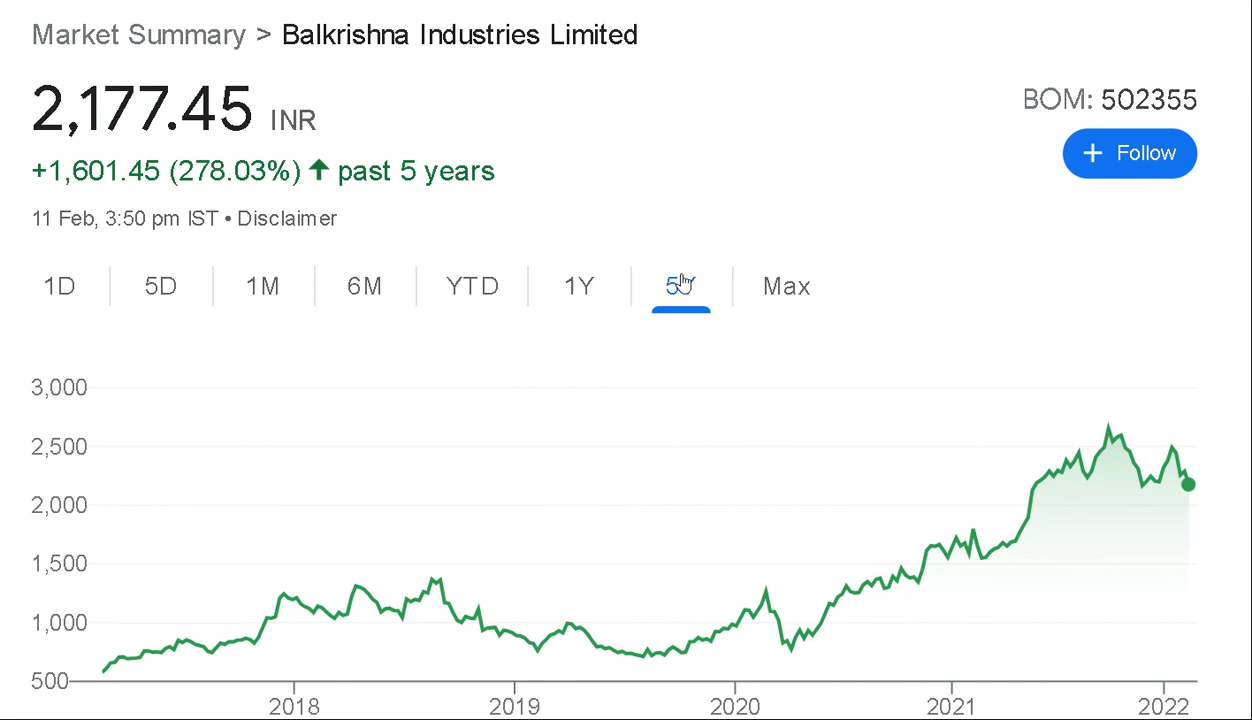 Market Summary > Balkrishna Industries Limited
2,177.45 INR
BOM: 502355
+1,601.45 (278.03%) ↑ past 5 years
+ Follow
11 Feb, 3:50 pm IST • Disclaimer
1D 5D 1M 6M YTD 1Y 5Y Max
3,000
2,500
2,000
1,500
1,000
500
2018 2019 2020 2021 2022